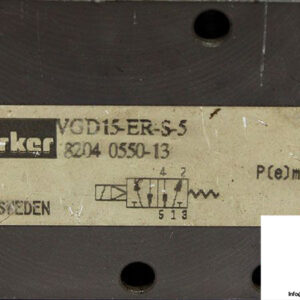 VGD15-ER-S-5
rker
8204 0550-13
4 2
P(e)m
SWEDEN
5 1 3